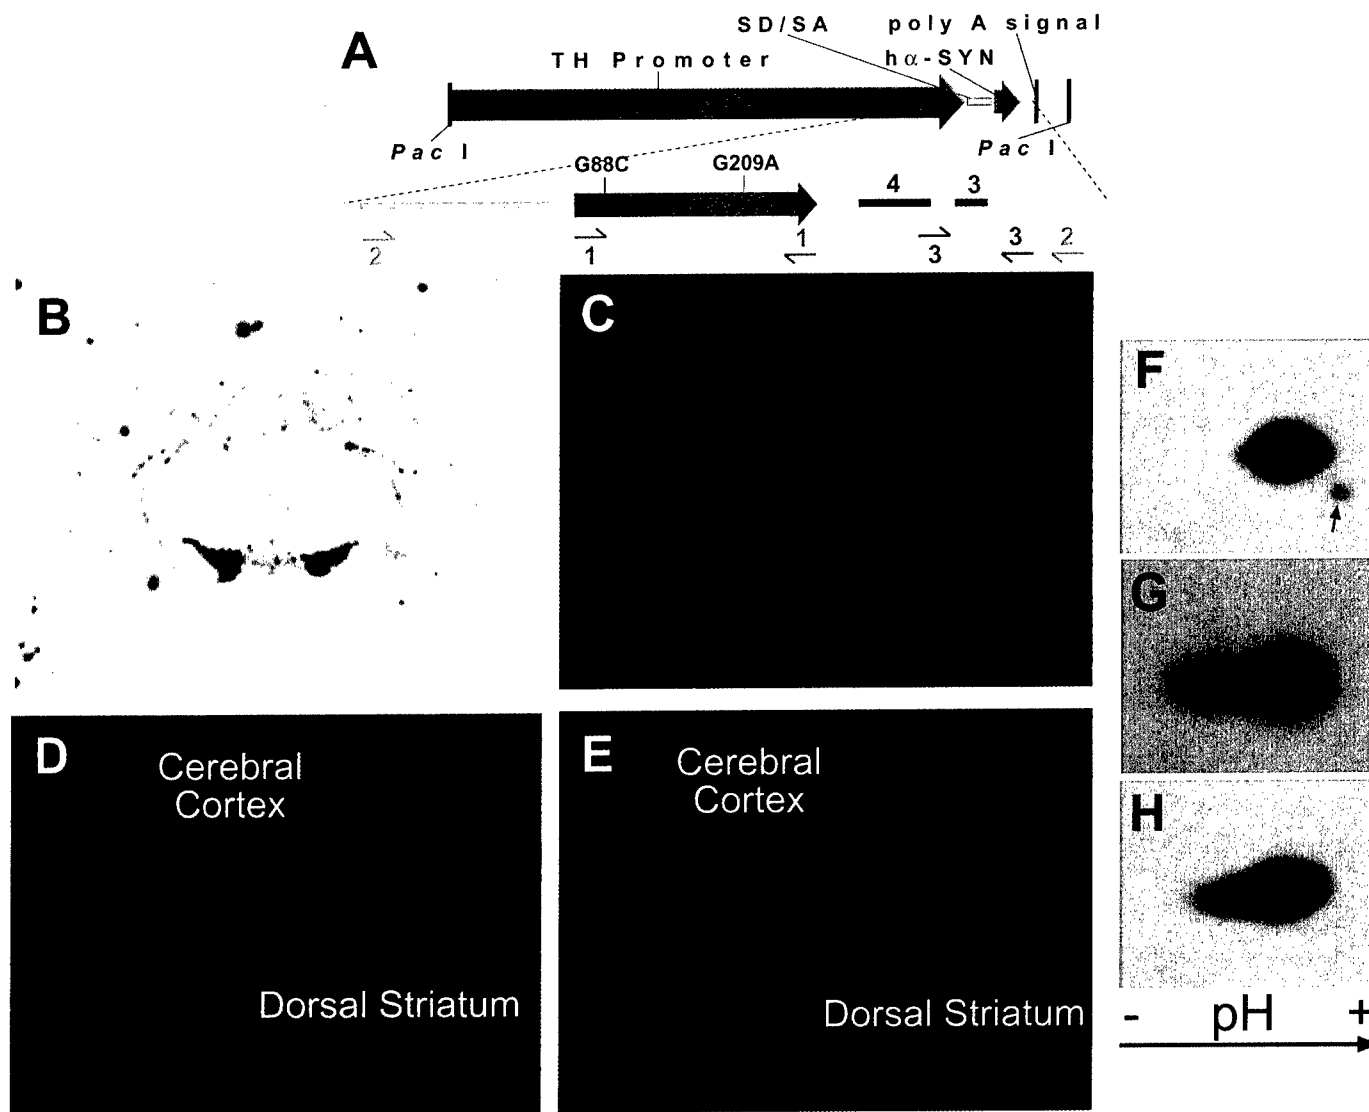 A
SD/SA
poly A signal
TH Promoter
hα-SYN
Pac I
Pac I
G88C
G209A
4
3
2
1
1
3
3
2
B
C
F
G
D
Cerebral
Cortex
Dorsal Striatum
E
Cerebral
Cortex
Dorsal Striatum
H
- pH +